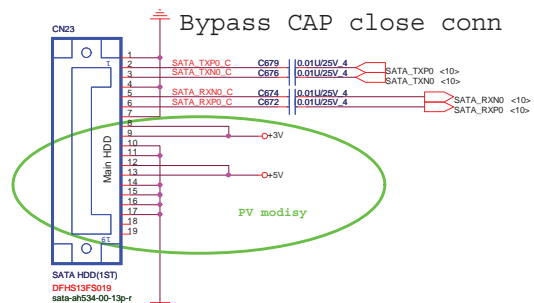 Bypass CAP close conn
CN23
1
1
2
SATA_TXP0_C
C679
0.01U/25V_4
SATA_TXP0 <10>
3
SATA_TXN0_C
C676
0.01U/25V_4
SATA_TXN0 <10>
4
5
SATA_RXN0_C
C674
0.01U/25V_4
SATA_RXN0 <10>
6
SATA_RXP0_C
C672
0.01U/25V_4
SATA_RXP0 <10>
7
8
9
+3V
10
11
12
13
+5V
14
15
16
17
18
19
19
Main HDD
PV modisy
SATA HDD(1ST)
DFHS13FS019
sata-ah534-00-13p-r